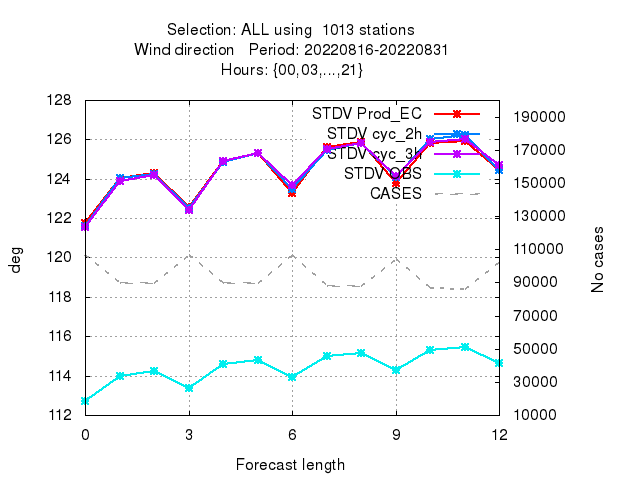 Selection: ALL using  1013 stations
Wind direction   Period: 20220816-20220831
Hours: {00,03,...,21}
STDV Prod_EC
STDV cyc_2h
STDV cyc_3h
STDV OBS
CASES
128
126
124
122
120
118
116
114
112
deg
190000
170000
150000
130000
110000
90000
70000
50000
30000
10000
No cases
0 3 6 9 12
Forecast length